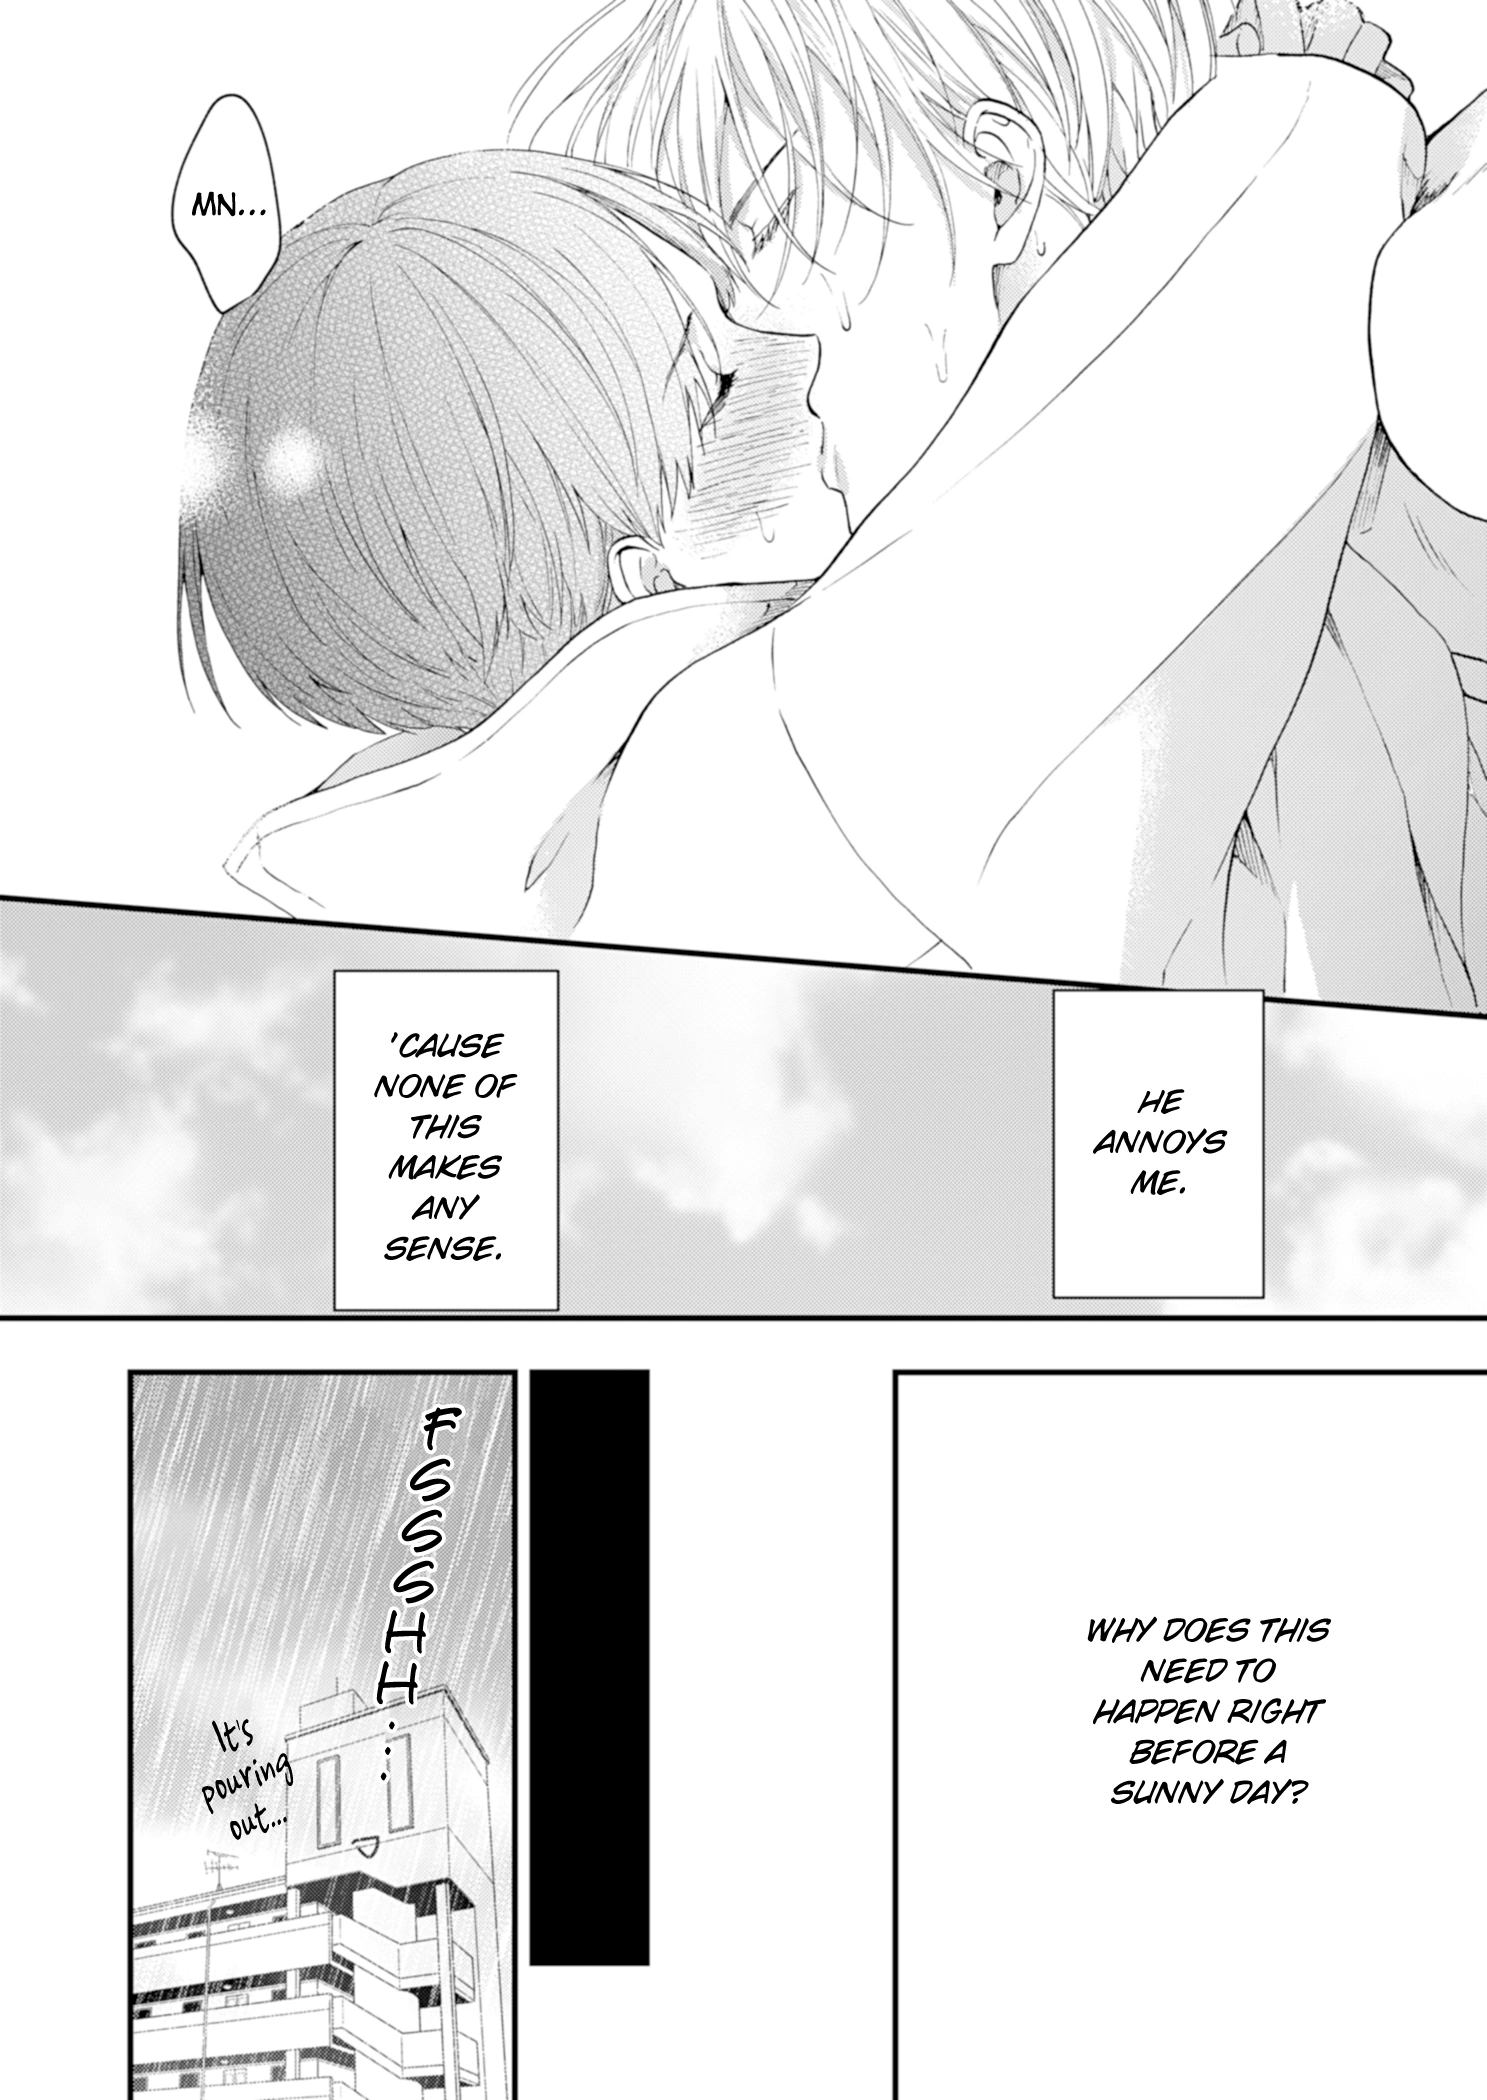 MN...
HE
ANNOYS
ME.
'CAUSE
NONE OF
THIS
MAKES
ANY
SENSE.
WHY DOES THIS
NEED TO
HAPPEN RIGHT
BEFORE A
SUNNY DAY?
FSSSHH...
It's
pouring
out...